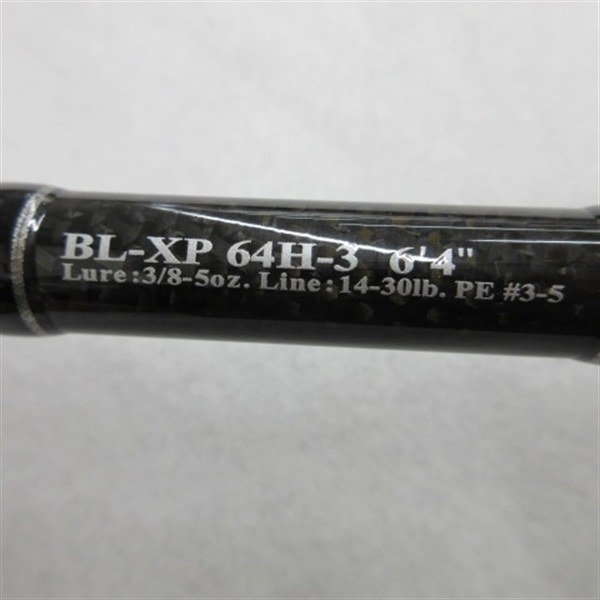 BL-XP 64H-3 6'4"
Lure:3/8-5oz. Line:14-30lb. PE #3-5